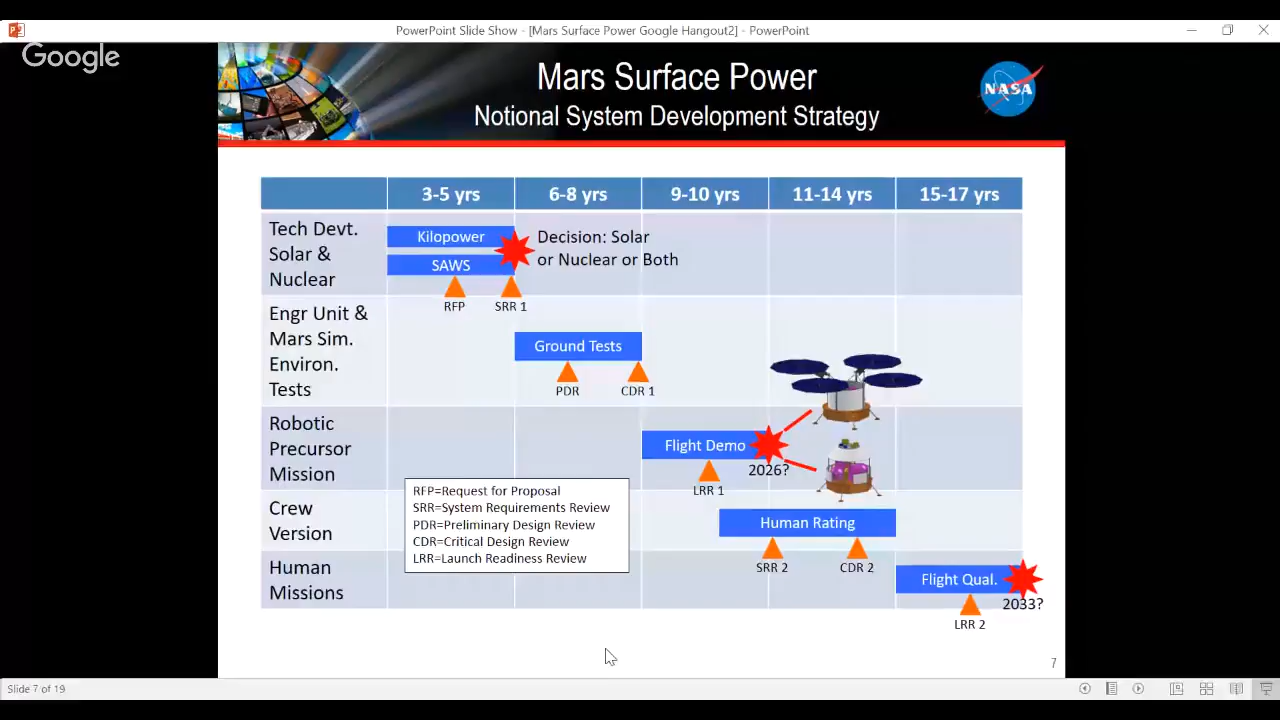 PowerPoint Slide Show - [Mars Surface Power Google Hangout2] - PowerPoint
Google
Mars Surface Power
Notional System Development Strategy
NASA
3-5 yrs
6-8 yrs
9-10 yrs
11-14 yrs
15-17 yrs
Tech Devt.
Solar &
Nuclear
Kilopower
SAWS
RFP
SRR 1
Decision: Solar
or Nuclear or Both
Engr Unit &
Mars Sim.
Environ.
Tests
Ground Tests
PDR
CDR 1
Robotic
Precursor
Mission
Flight Demo
2026?
LRR 1
RFP=Request for Proposal
SRR=System Requirements Review
PDR=Preliminary Design Review
CDR=Critical Design Review
LRR=Launch Readiness Review
Crew
Version
Human Rating
SRR 2
CDR 2
Human
Missions
Flight Qual.
2033?
LRR 2
7
Slide 7 of 19